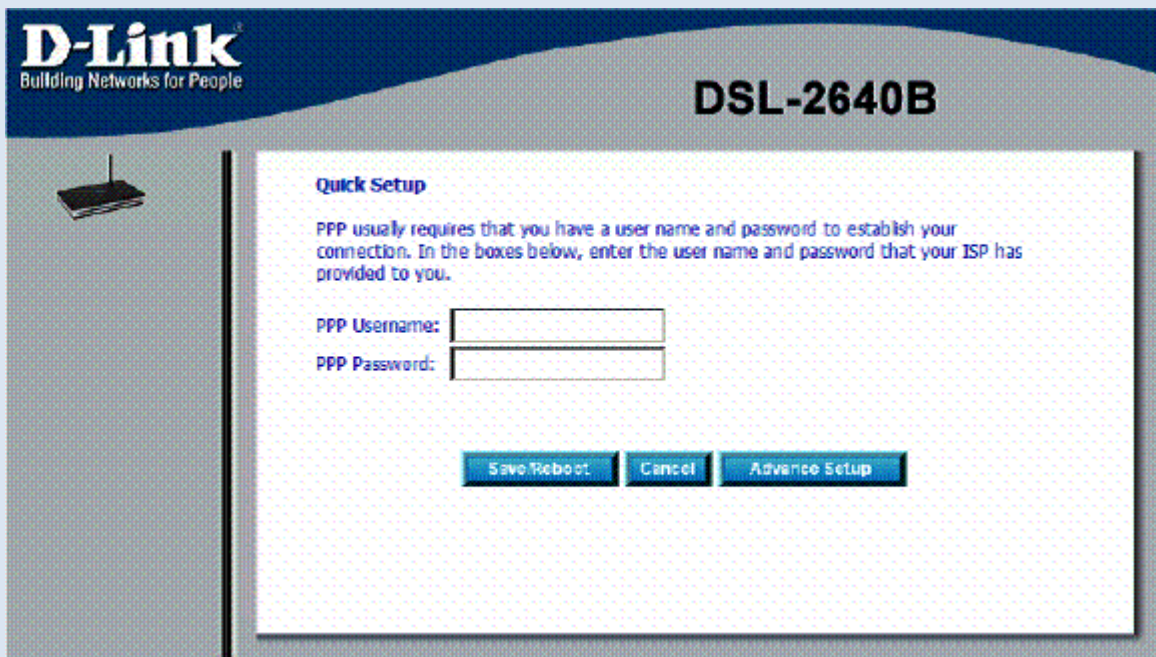 D-Link
Building Networks for People
DSL-2640B
Quick Setup
PPP usually requires that you have a user name and password to establish your
connection. In the boxes below, enter the user name and password that your ISP has
provided to you.
PPP Username:
PPP Password:
Save/Reboot Cancel Advance Setup